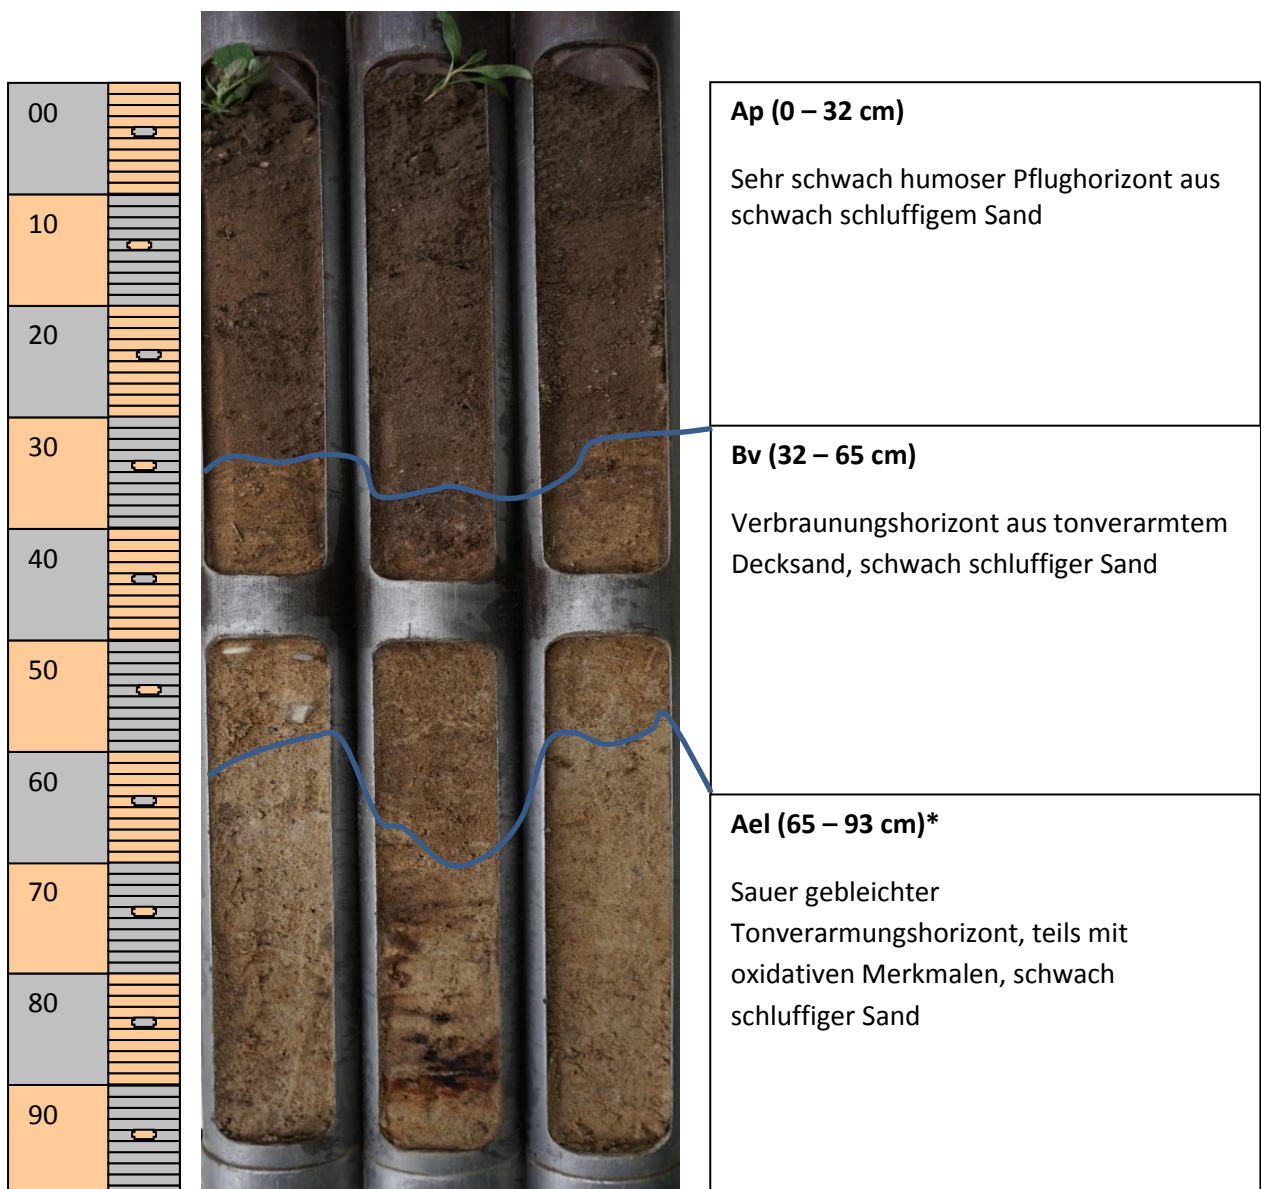 00
10
20
30
40
50
60
70
80
90
Ap (0 – 32 cm)
Sehr schwach humoser Pflughorizont aus
schwach schluffigem Sand
Bv (32 – 65 cm)
Verbraunungshorizont aus tonverarmtem
Decksand, schwach schluffiger Sand
Ael (65 – 93 cm)*
Sauer gebleichter
Tonverarmungshorizont, teils mit
oxidativen Merkmalen, schwach
schluffiger Sand